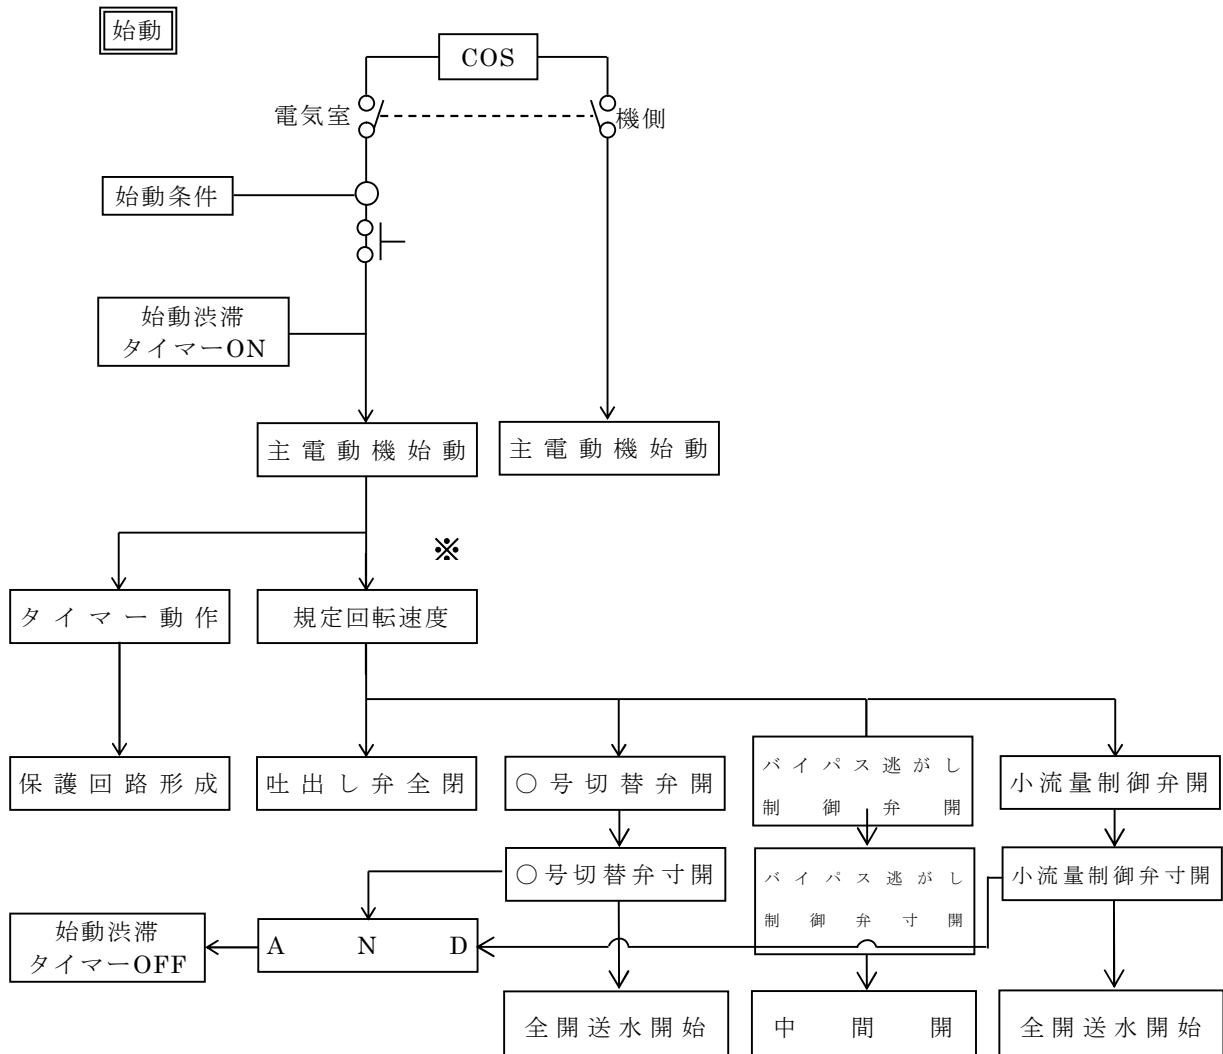 始動
COS
電気室
機側
始動条件
始動渋滞
タイマーON
主電動機始動
主電動機始動
※
タイマー動作
規定回転速度
保護回路形成
吐出し弁全閉
○号切替弁開
バイパス逃がし
制御弁開
小流量制御弁開
○号切替弁寸開
バイパス逃がし
制御弁寸開
小流量制御弁寸開
始動渋滞
タイマーOFF
AND
全開送水開始
中間開
全開送水開始